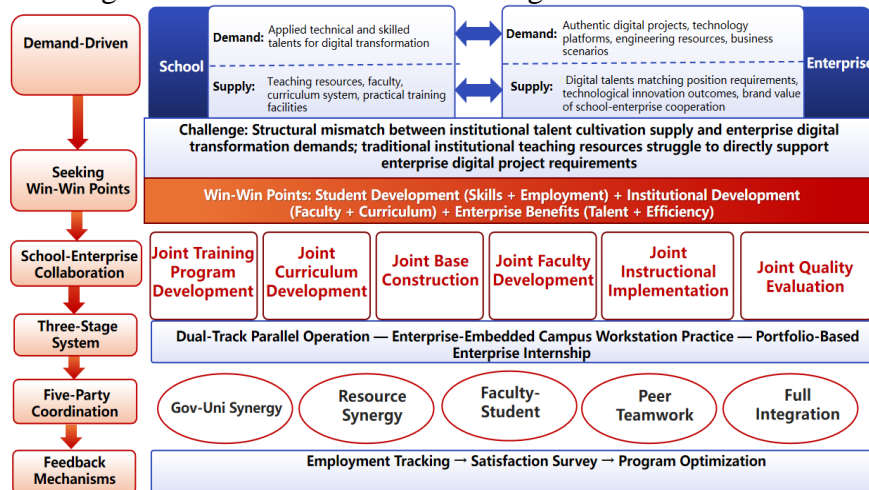 Demand-Driven
School
Demand:
Applied technical and skilled
talents for digital transformation
Supply:
Teaching resources, faculty,
curriculum system, practical training
facilities
Demand:
Authentic digital projects, technology
platforms, engineering resources, business
scenarios
Supply:
Digital talents matching position requirements,
technological innovation outcomes, brand value
of school-enterprise cooperation
Enterprise
Challenge: Structural mismatch between institutional talent cultivation supply and enterprise digital
transformation demands; traditional institutional teaching resources struggle to directly support
enterprise digital project requirements
Seeking
Win-Win Points
Win-Win Points: Student Development (Skills + Employment) + Institutional Development
(Faculty + Curriculum) + Enterprise Benefits (Talent + Efficiency)
School-Enterprise
Collaboration
Joint Training
Program
Development
Joint
Curriculum
Development
Joint Base
Construction
Joint Faculty
Development
Joint
Instructional
Implementation
Joint Quality
Evaluation
Three-Stage
System
Dual-Track Parallel Operation — Enterprise-Embedded Campus Workstation Practice — Portfolio-Based
Enterprise Internship
Five-Party
Coordination
Gov-Uni Synergy
Resource
Synergy
Faculty-
Student
Peer
Teamwork
Full
Integration
Feedback
Mechanisms
Employment Tracking → Satisfaction Survey → Program Optimization